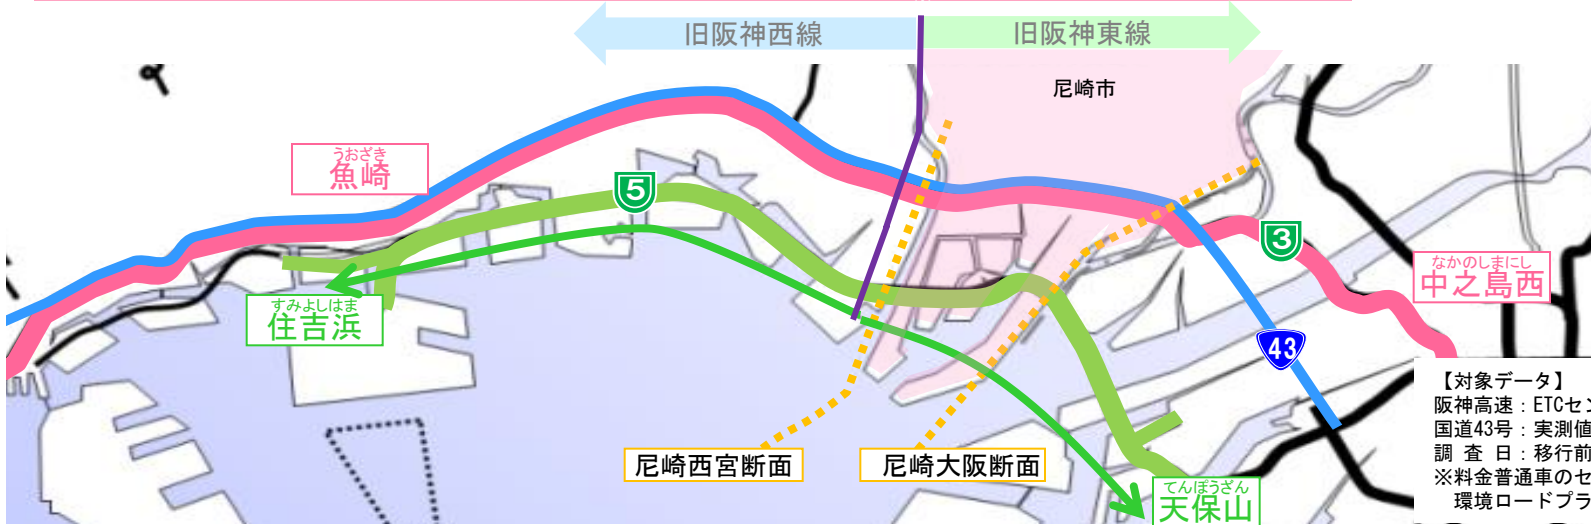 旧阪神西線
旧阪神東線
尼崎市
うおざき
魚崎
5
3
なかのしまにし
中之島西
すみよしはま
住吉浜
43
【対象データ】
阪神高速：ETCセン
国道43号：実測値
調 査 日：移行前
※料金普通車のセ
環境ロードプラ
尼崎西宮断面
尼崎大阪断面
てんぽうざん
天保山